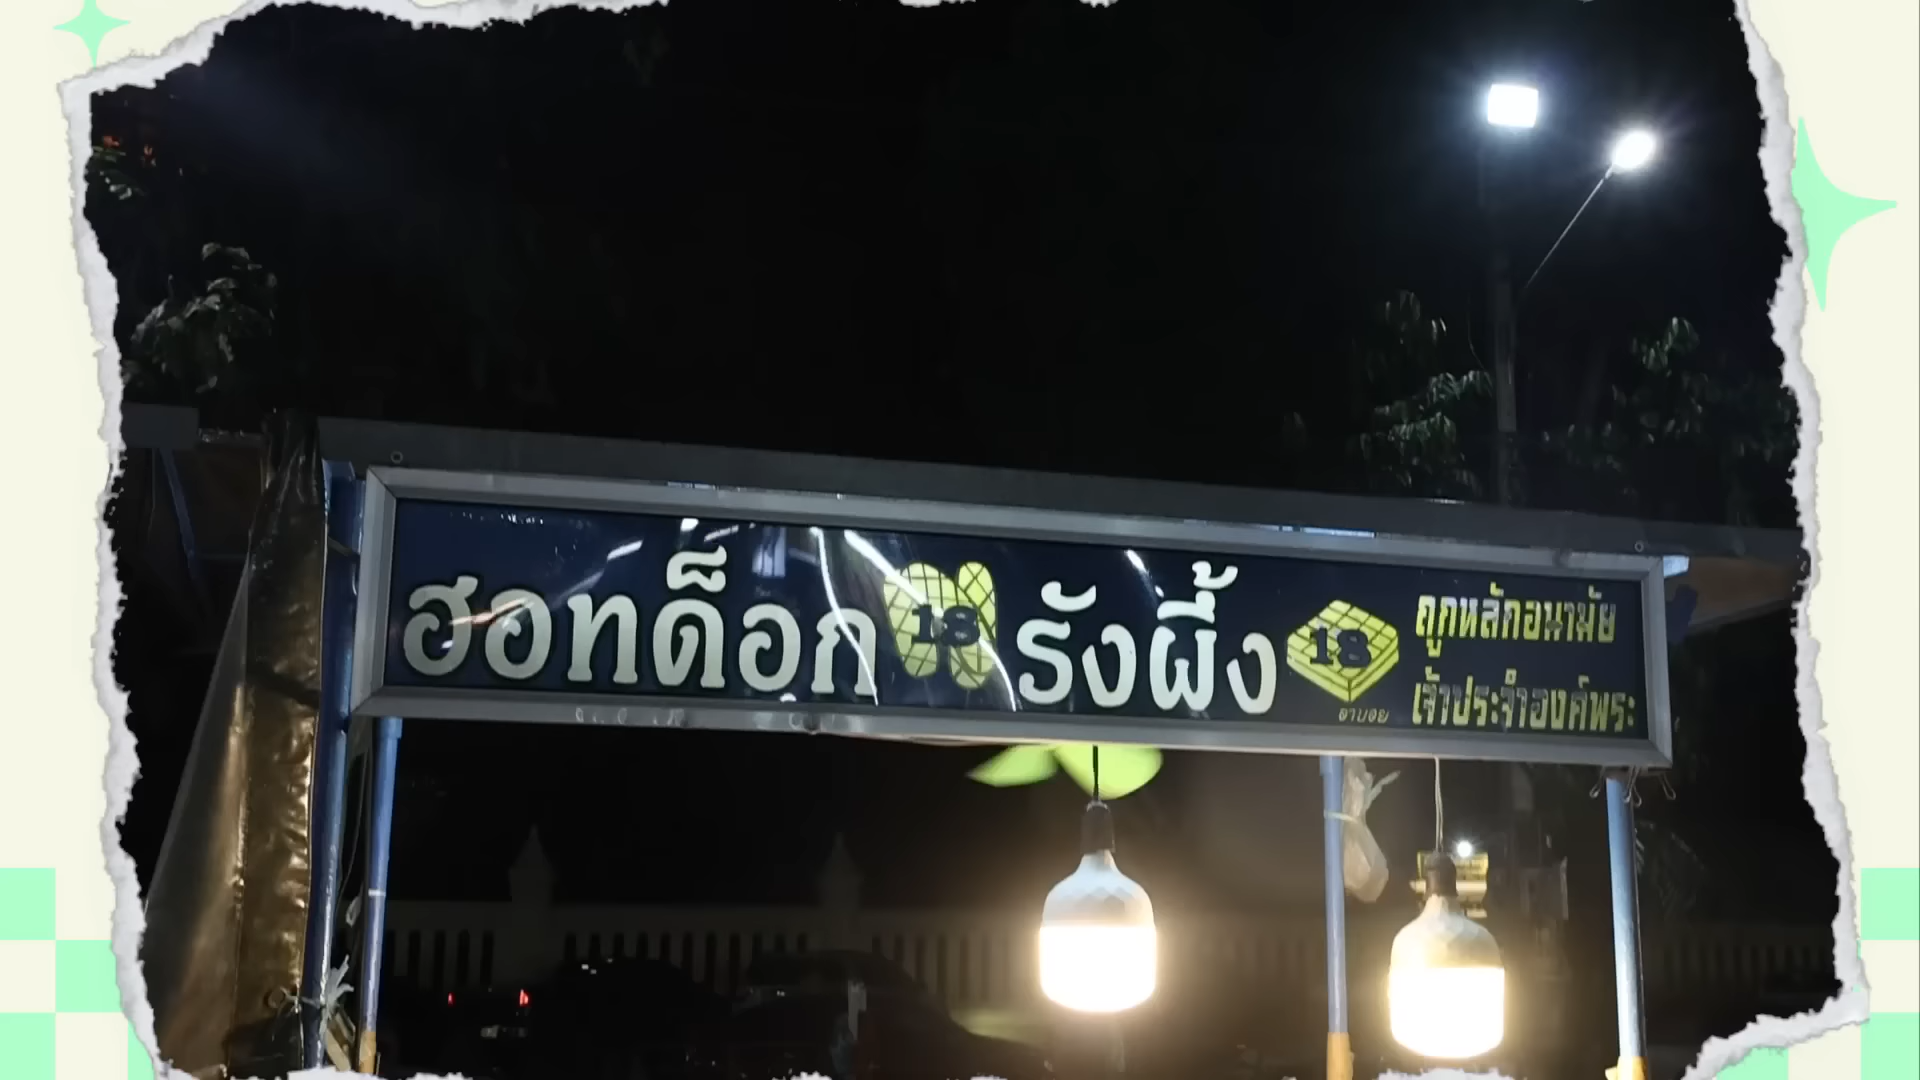 ฮอทด็อก 18 รังผึ้ง 18
ถูกหลักอนามัย
เจ้าประจำองค์พระ